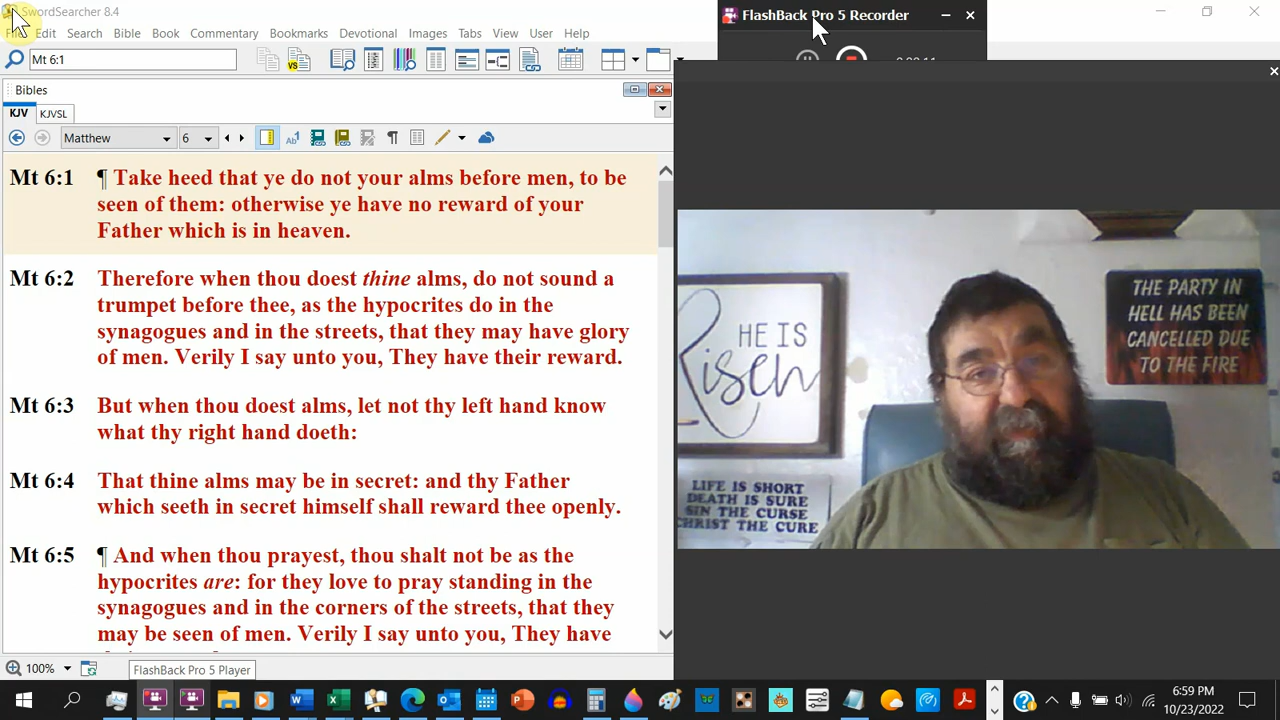 SwordSearcher 8.4
FlashBack Pro 5 Recorder
File Edit Search Bible Book Commentary Bookmarks Devotional Images Tabs View User Help
Mt 6:1
VS
Bibles
KJV KJVSL
Matthew 6
Mt 6:1 ¶ Take heed that ye do not your alms before men, to be
seen of them: otherwise ye have no reward of your
Father which is in heaven.
Mt 6:2 Therefore when thou doest thine alms, do not sound a
trumpet before thee, as the hypocrites do in the
synagogues and in the streets, that they may have glory
of men. Verily I say unto you, They have their reward.
Mt 6:3 But when thou doest alms, let not thy left hand know
what thy right hand doeth:
Mt 6:4 That thine alms may be in secret: and thy Father
which seeth in secret himself shall reward thee openly.
Mt 6:5 ¶ And when thou prayest, thou shalt not be as the
hypocrites are: for they love to pray standing in the
synagogues and in the corners of the streets, that they
may be seen of men. Verily I say unto you, They have
100%
FlashBack Pro 5 Player
HE IS
Risen
LIFE IS SHORT
DEATH IS SURE
SIN THE CURSE
CHRIST THE CURE
THE PARTY IN
HELL HAS BEEN
CANCELLED DUE
TO THE FIRE
6:59 PM
10/23/2022